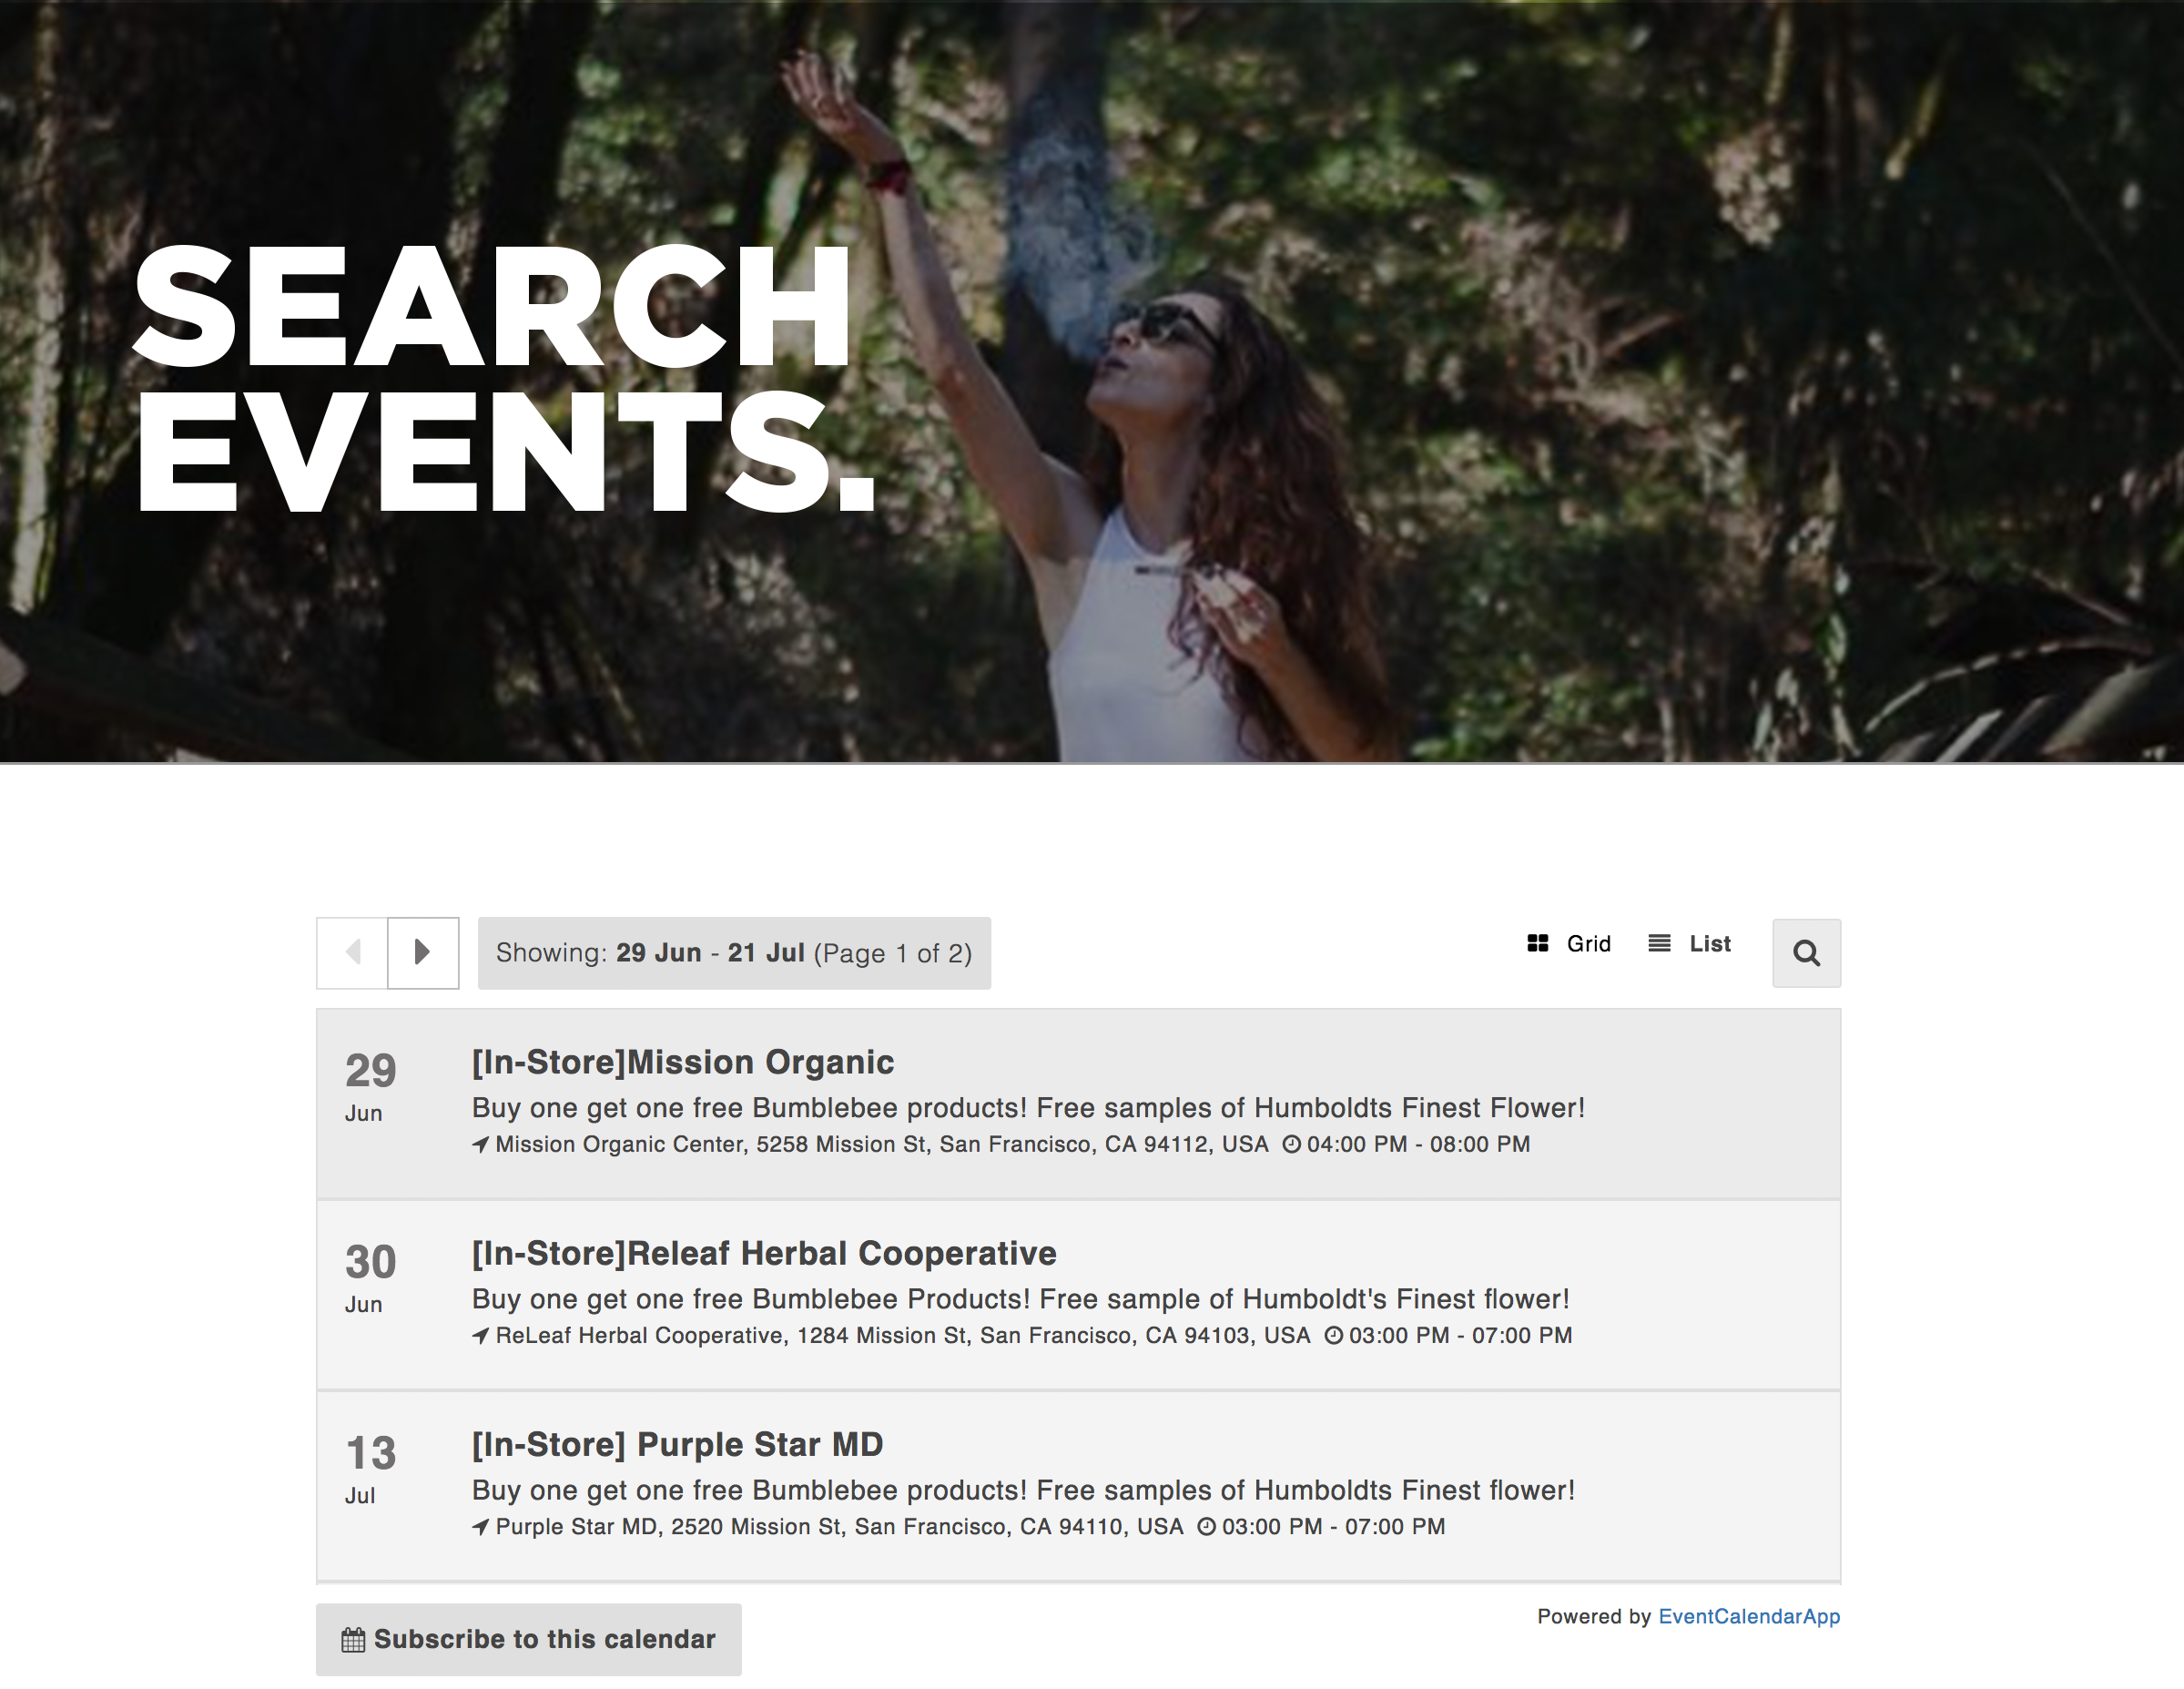 SEARCH
EVENTS.
Showing: 29 Jun - 21 Jul (Page 1 of 2)
Grid
List
29
Jun
[In-Store]Mission Organic
Buy one get one free Bumblebee products! Free samples of Humboldts Finest Flower!
Mission Organic Center, 5258 Mission St, San Francisco, CA 94112, USA 04:00 PM - 08:00 PM
30
Jun
[In-Store]Releaf Herbal Cooperative
Buy one get one free Bumblebee Products! Free sample of Humboldt's Finest flower!
ReLeaf Herbal Cooperative, 1284 Mission St, San Francisco, CA 94103, USA 03:00 PM - 07:00 PM
13
Jul
[In-Store] Purple Star MD
Buy one get one free Bumblebee products! Free samples of Humboldts Finest flower!
Purple Star MD, 2520 Mission St, San Francisco, CA 94110, USA 03:00 PM - 07:00 PM
Subscribe to this calendar
Powered by EventCalendarApp